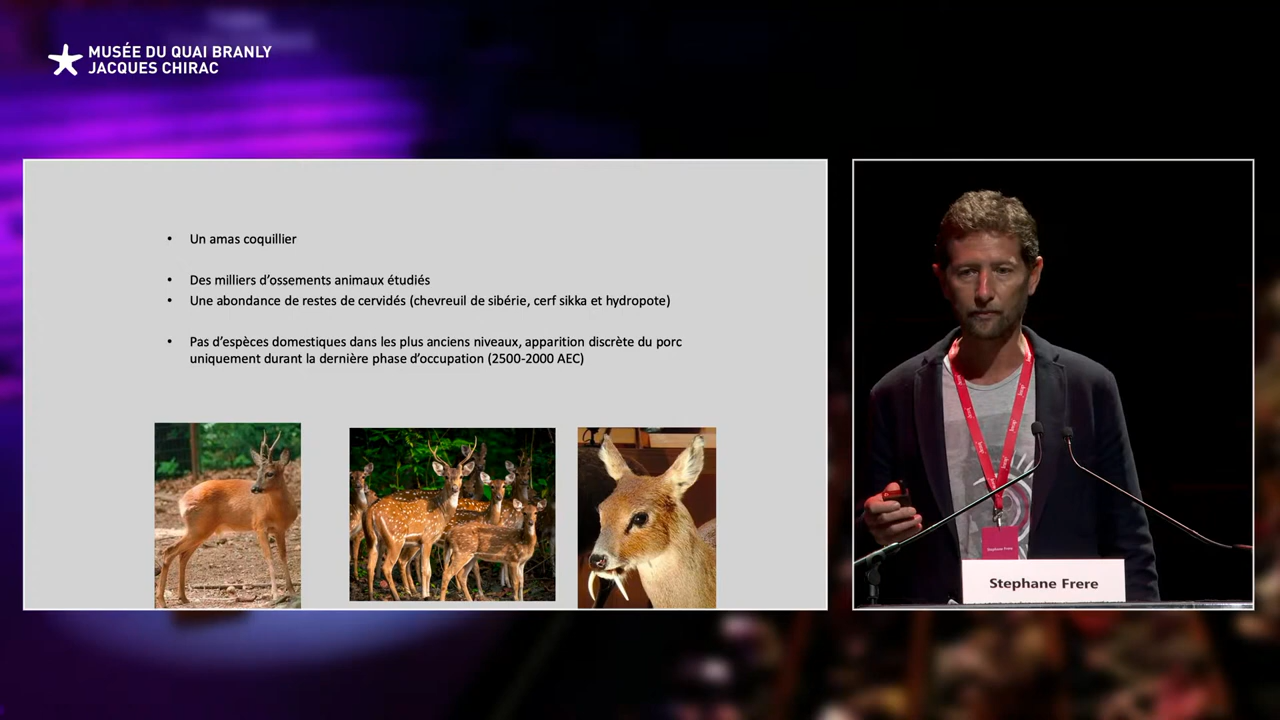 MUSÉE DU QUAI BRANLY
JACQUES CHIRAC
• Un amas coquillier
• Des milliers d'ossements animaux étudiés
• Une abondance de restes de cervidés (chevreuil de sibérie, cerf sikka et hydropote)
• Pas d'espèces domestiques dans les plus anciens niveaux, apparition discrète du porc
uniquement durant la dernière phase d'occupation (2500-2000 AEC)
Stephane Frere
Stephane Frere